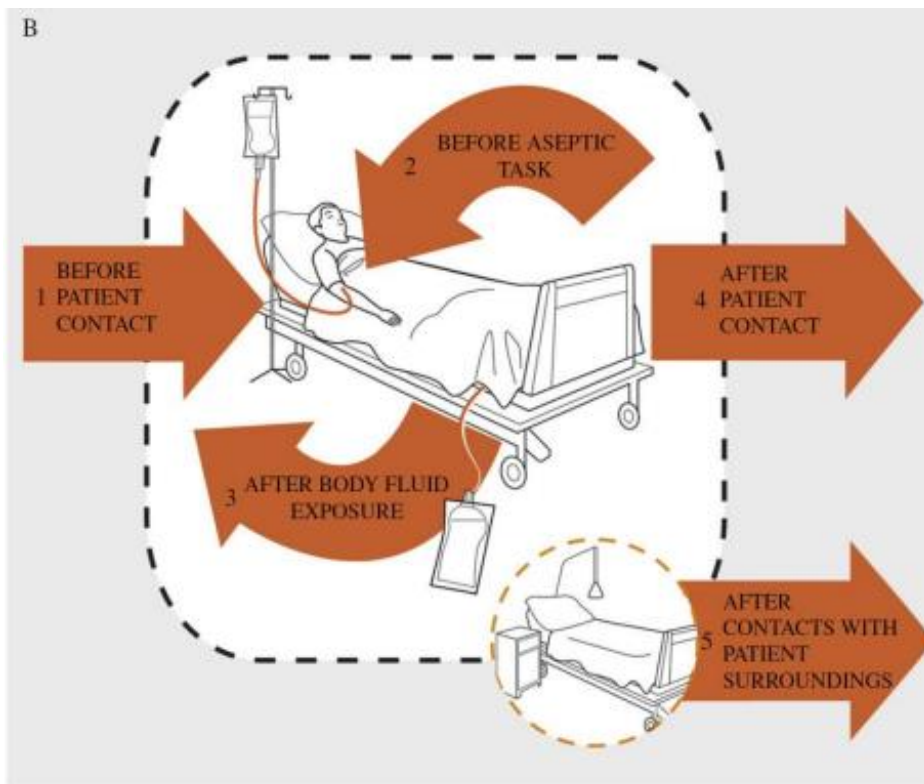 B
2 BEFORE ASEPTIC
TASK
BEFORE
1 PATIENT
CONTACT
AFTER
4 PATIENT
CONTACT
3 AFTER BODY FLUID
EXPOSURE
AFTER
CONTACTS WITH
5 PATIENT
SURROUNDINGS